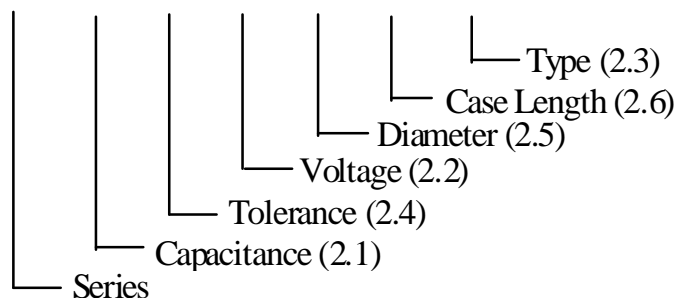 Type (2.3)
Case Length (2.6)
Diameter (2.5)
Voltage (2.2)
Tolerance (2.4)
Capacitance (2.1)
Series